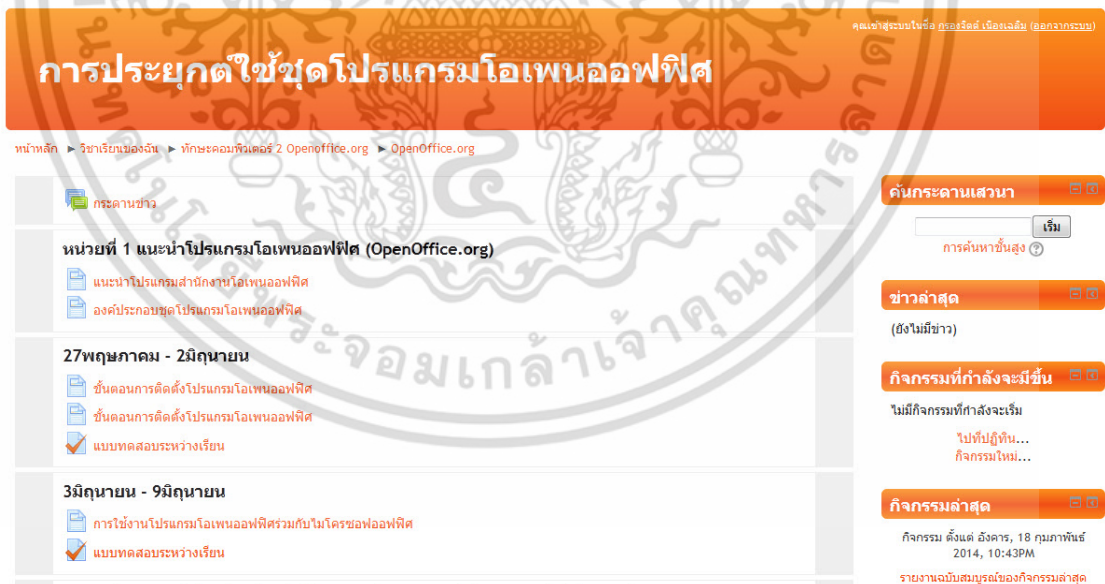 คุณเข้าสู่ระบบในชื่อ กรองจิตต์ เนืองเฉลิม (ออกจากระบบ)
การประยุกต์ใช้ชุดโปรแกรมโอเพนออฟฟิศ
หน้าหลัก ► วิชาเรียนของฉัน ► ทักษะคอมพิวเตอร์ 2 Openoffice.org ► OpenOffice.org
กระดานข่าว
หน่วยที่ 1 แนะนำโปรแกรมโอเพนออฟฟิศ (OpenOffice.org)
แนะนำโปรแกรมสำนักงานโอเพนออฟฟิศ
องค์ประกอบชุดโปรแกรมโอเพนออฟฟิศ
27พฤษภาคม - 2มิถุนายน
ขั้นตอนการติดตั้งโปรแกรมโอเพนออฟฟิศ
ขั้นตอนการติดตั้งโปรแกรมโอเพนออฟฟิศ
แบบทดสอบระหว่างเรียน
3มิถุนายน - 9มิถุนายน
การใช้งานโปรแกรมโอเพนออฟฟิศร่วมกับไมโครซอฟออฟฟิศ
แบบทดสอบระหว่างเรียน
ค้นกระดานเสวนา
เริ่ม
การค้นหาขั้นสูง
ข่าวล่าสุด
(ยังไม่มีข่าว)
กิจกรรมที่กำลังจะมีขึ้น
ไม่มีกิจกรรมที่กำลังจะเริ่ม
ไปที่ปฏิทิน...
กิจกรรมใหม่...
กิจกรรมล่าสุด
กิจกรรม ตั้งแต่ อังคาร, 18 กุมภาพันธ์
2014, 10:43PM
รายงานฉบับสมบูรณ์ของกิจกรรมล่าสุด